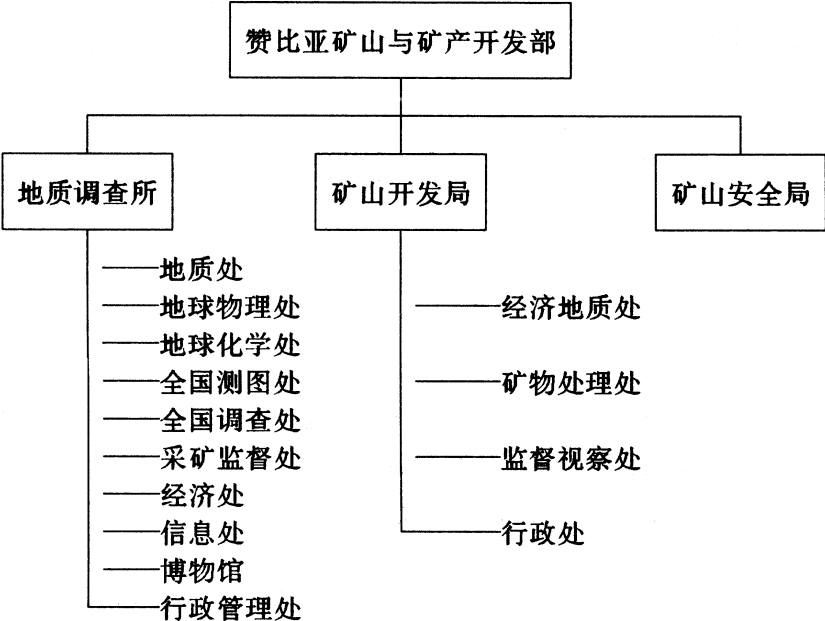 赞比亚矿山与矿产开发部
地质调查所
矿山开发局
矿山安全局
地质处
地球物理处
地球化学处
全国测图处
全国调查处
采矿监督处
经济处
信息处
博物馆
行政管理处
经济地质处
矿物处理处
监督视察处
行政处